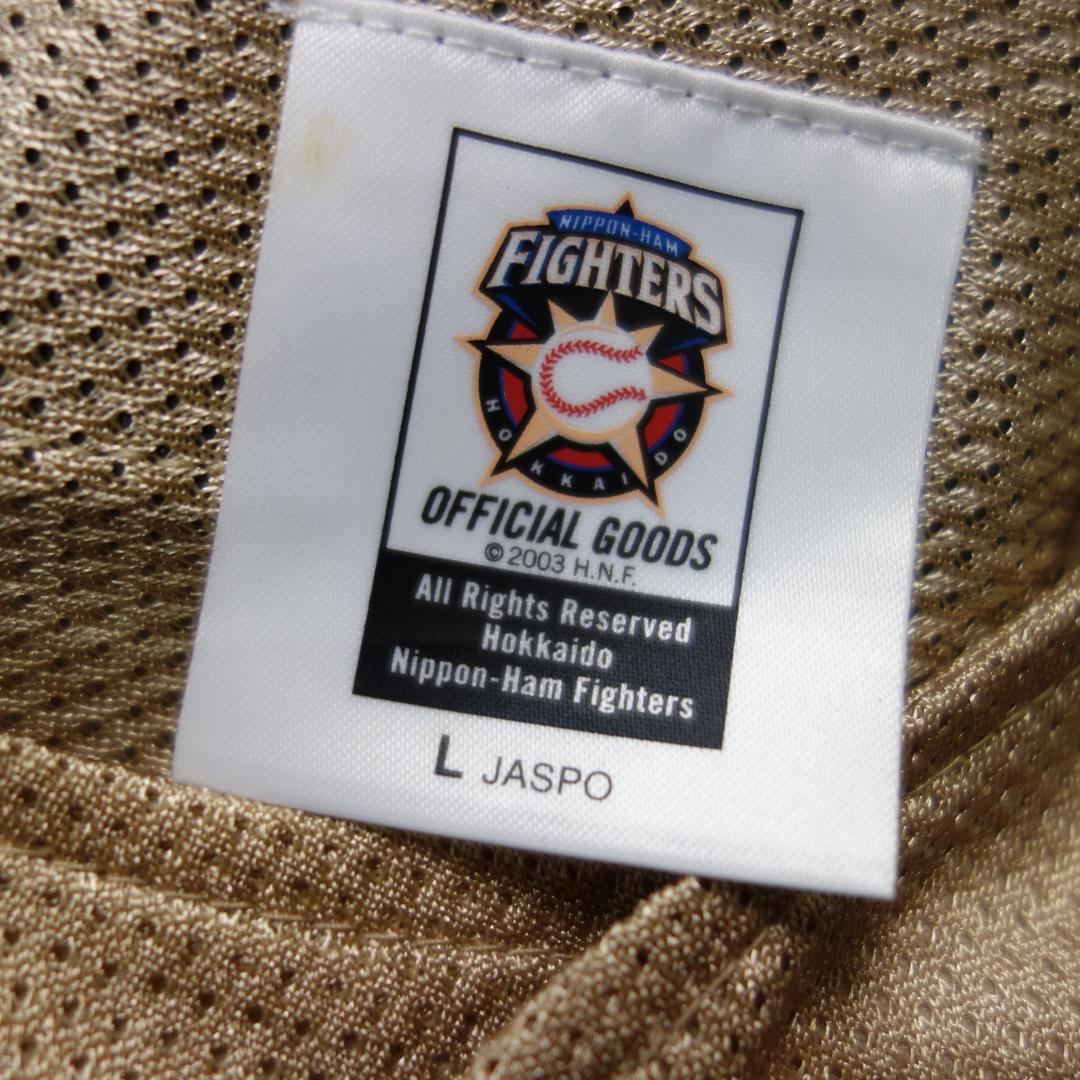 NIPPON-HAM
FIGHTERS
HOKKAIDO
OFFICIAL GOODS
©2003 H.N.F.
All Rights Reserved
Hokkaido
Nippon-Ham Fighters
L JASPO